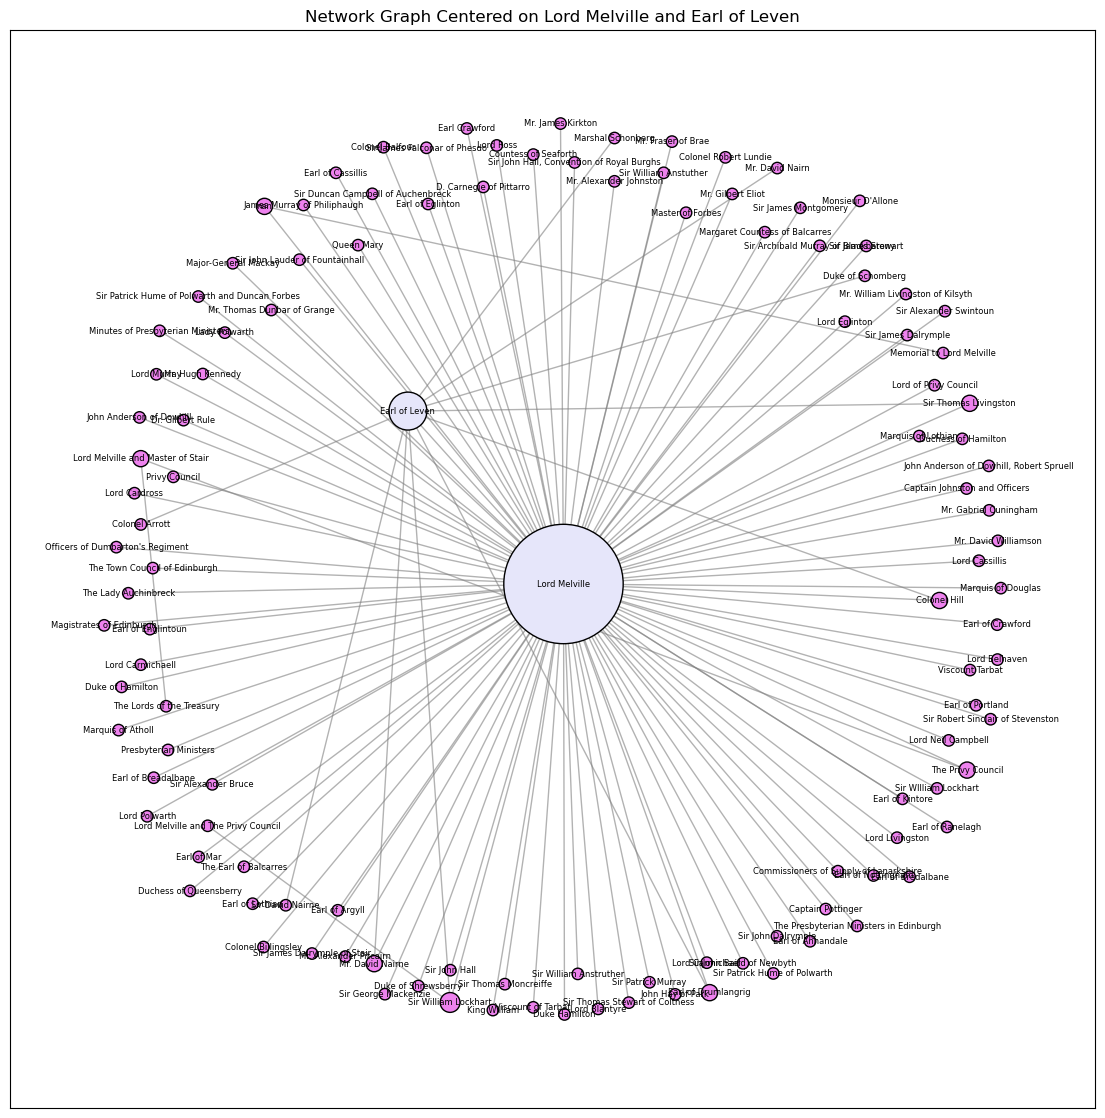 Network Graph Centered on Lord Melville and Earl of Leven
Mr. James Kirkton
Earl Crawford
Marshal Schonberg
Mr. Fraser of Brae
Lord Ross
Colonel Balfour
Sir James Falconar of Phesdo
Countess of Seaforth
Colonel Robert Lundie
Sir John Hall, Convention of Royal Burghs
Mr. David Nairn
Earl of Cassillis
Sir William Anstuther
Mr. Alexander Johnston
D. Carnegie of Pittarro
Sir Duncan Campbell of Auchenbreck
Mr. Gilbert Eliot
Monsieur D'Allone
Earl of Eglinton
James Murray of Philiphaugh
Sir James Montgomery
Master of Forbes
Margaret Countess of Balcarres
Queen Mary
Sir Archibald Murray of Blackbarony
Sir James Stewart
Sir John Lauder of Fountainhall
Major-General Mackay
Duke of Schomberg
Mr. William Livingston of Kilsyth
Sir Patrick Hume of Polwarth and Duncan Forbes
Mr. Thomas Dunbar of Grange
Sir Alexander Swintoun
Lord Eglinton
Minutes of Presbyterian Ministers
Lady Polwarth
Sir James Dalrymple
Memorial to Lord Melville
Lord Murray
Mr. Hugh Kennedy
Lord of Privy Council
Sir Thomas Livingston
Earl of Leven
John Anderson of Dowhill
Dr. Gilbert Rule
Marquis of Lothian
Duchess of Hamilton
Lord Melville and Master of Stair
John Anderson of Dowhill, Robert Spruell
Privy Council
Captain Johnston and Officers
Lord Cardross
Mr. Gabriel Cuningham
Colonel Arrott
Mr. David Williamson
Officers of Dumbarton's Regiment
Lord Cassillis
The Town Council of Edinburgh
Lord Melville
Marquis of Douglas
The Lady Auchinbreck
Colonel Hill
Magistrates of Edinburgh
Earl of Englintoun
Earl of Crawford
Lord Belhaven
Lord Carmichaell
Viscount Tarbat
Duke of Hamilton
The Lords of the Treasury
Earl of Portland
Sir Robert Sinclair of Stevenston
Marquis of Atholl
Lord Neil Campbell
Presbyterian Ministers
The Privy Council
Earl of Breadalbane
Sir Alexander Bruce
Sir WIlliam Lockhart
Earl of Kintore
Lord Polwarth
Lord Melville and The Privy Council
Earl of Ranelagh
Lord Livingston
Earl of Mar
The Earl of Balcarres
Commissioners of Supply of Lanarkshire
Earl of Breadalbane
Duchess of Queensberry
Earl of Lothian
Sir David Nairne
Earl of Argyll
Captain Pottinger
The Presbyterian Ministers in Edinburgh
Sir John Dalrymple
Earl of Annandale
Colonel Billingsley
Sir James Dalrymple of Stair
Mr. Alexander Pitcairn
Mr. David Nairne
Sir John Hall
Sir William Anstruther
Lord Carmichael
Sir Patrick Hume of Polwarth
Sir Thomas Moncreiffe
Sir Patrick Murray
Duke of Shrewsberry
Sir George Mackenzie
Earl of Drumlangrig
Sir William Lockhart
Sir Thomas Stewart of Coltness
King William
Viscount of Tarbat
Lord Blantyre
Duke Hamilton